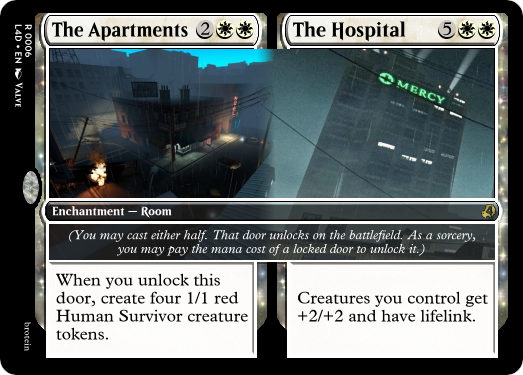 The Apartments 2
The Hospital 5
MERCY
Enchantment — Room
(You may cast either half. That door unlocks on the battlefield. As a sorcery,
you may pay the mana cost of a locked door to unlock it.)
When you unlock this
door, create four 1/1 red
Human Survivor creature
tokens.
Creatures you control get
+2/+2 and have lifelink.
R 0006
L4D • EN VALVE
brotein